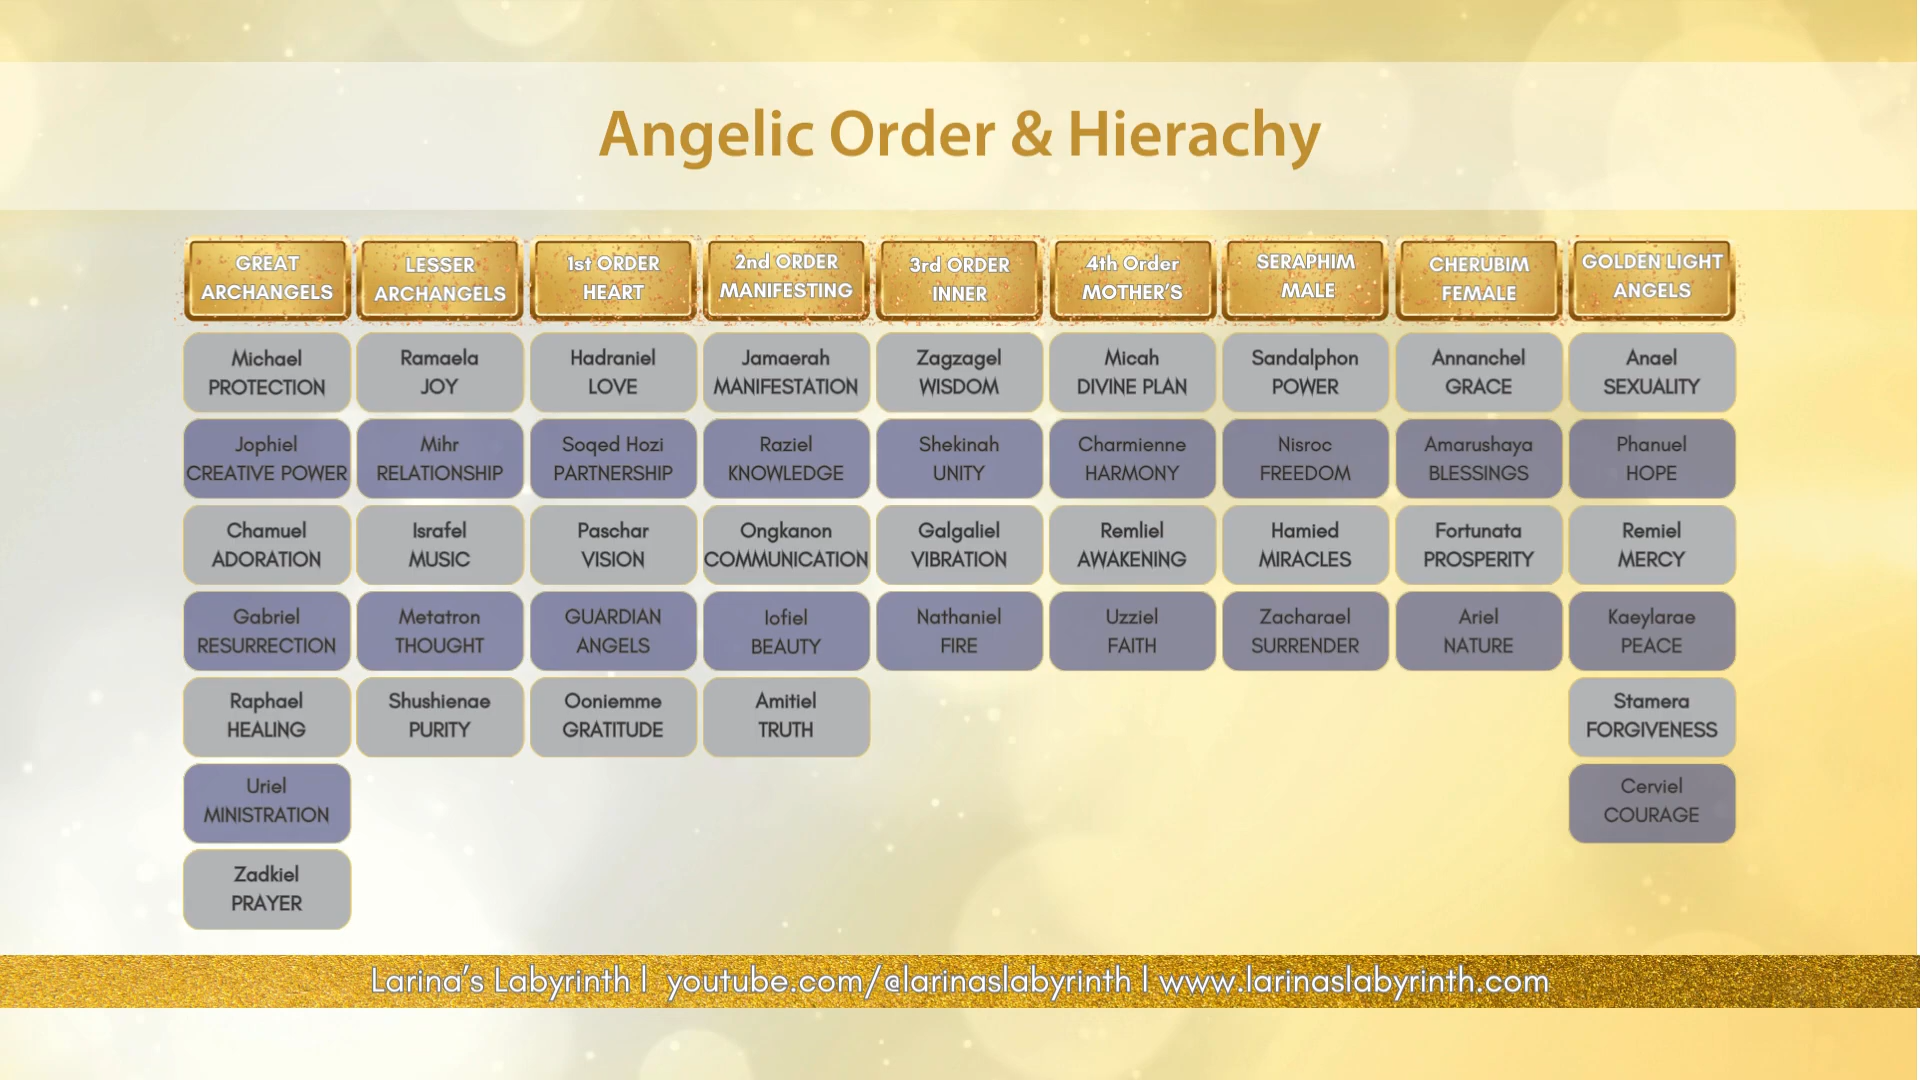 Angelic Order & Hierachy
GREAT
ARCHANGELS
LESSER
ARCHANGELS
1st ORDER
HEART
2nd ORDER
MANIFESTING
3rd ORDER
INNER
4th Order
MOTHER'S
SERAPHIM
MALE
CHERUBIM
FEMALE
GOLDEN LIGHT
ANGELS
Michael
PROTECTION
Ramaela
JOY
Hadraniel
LOVE
Jamaerah
MANIFESTATION
Zagzagel
WISDOM
Micah
DIVINE PLAN
Sandalphon
POWER
Annanchel
GRACE
Anael
SEXUALITY
Jophiel
CREATIVE POWER
Mihr
RELATIONSHIP
Soqed Hozi
PARTNERSHIP
Raziel
KNOWLEDGE
Shekinah
UNITY
Charmienne
HARMONY
Nisroc
FREEDOM
Amarushaya
BLESSINGS
Phanuel
HOPE
Chamuel
ADORATION
Israfel
MUSIC
Paschar
VISION
Ongkanon
COMMUNICATION
Galgaliel
VIBRATION
Remliel
AWAKENING
Hamied
MIRACLES
Fortunata
PROSPERITY
Remiel
MERCY
Gabriel
RESURRECTION
Metatron
THOUGHT
GUARDIAN
ANGELS
Iofiel
BEAUTY
Nathaniel
FIRE
Uzziel
FAITH
Zacharael
SURRENDER
Ariel
NATURE
Kaeylarae
PEACE
Raphael
HEALING
Shushienae
PURITY
Ooniemme
GRATITUDE
Amitiel
TRUTH
Stamera
FORGIVENESS
Uriel
MINISTRATION
Cerviel
COURAGE
Zadkiel
PRAYER
Larina's Labyrinth | youtube.com/@larinaslabyrinth | www.larinaslabyrinth.com